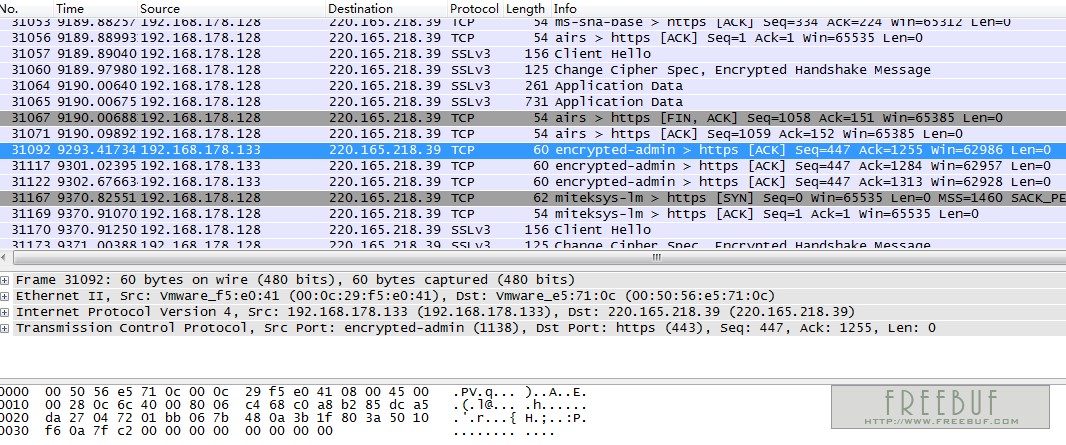 No. Time Source Destination Protocol Length Info
31053 9189.88257 192.168.178.128 220.165.218.39 TCP 54 ms-sna-base > https [ACK] Seq=334 Ack=224 Win=65312 Len=0
31056 9189.88993 192.168.178.128 220.165.218.39 TCP 54 airs > https [ACK] Seq=1 Ack=1 Win=65535 Len=0
31057 9189.89040 192.168.178.128 220.165.218.39 SSLv3 156 Client Hello
31060 9189.97980 192.168.178.128 220.165.218.39 SSLv3 125 Change Cipher Spec, Encrypted Handshake Message
31064 9190.00640 192.168.178.128 220.165.218.39 SSLv3 261 Application Data
31065 9190.00675 192.168.178.128 220.165.218.39 SSLv3 731 Application Data
31067 9190.00688 192.168.178.128 220.165.218.39 TCP 54 airs > https [FIN, ACK] Seq=1058 Ack=151 Win=65385 Len=0
31071 9190.09892 192.168.178.128 220.165.218.39 TCP 54 airs > https [ACK] Seq=1059 Ack=152 Win=65385 Len=0
31092 9293.41734 192.168.178.133 220.165.218.39 TCP 60 encrypted-admin > https [ACK] Seq=447 Ack=1255 Win=62986 Len=0
31117 9301.02395 192.168.178.133 220.165.218.39 TCP 60 encrypted-admin > https [ACK] Seq=447 Ack=1284 Win=62957 Len=0
31122 9302.67663 192.168.178.133 220.165.218.39 TCP 60 encrypted-admin > https [ACK] Seq=447 Ack=1313 Win=62928 Len=0
31167 9370.82551 192.168.178.128 220.165.218.39 TCP 62 miteksys-lm > https [SYN] Seq=0 Win=65535 Len=0 MSS=1460 SACK_PE
31169 9370.91070 192.168.178.128 220.165.218.39 TCP 54 miteksys-lm > https [ACK] Seq=1 Ack=1 Win=65535 Len=0
31170 9370.91250 192.168.178.128 220.165.218.39 SSLv3 156 Client Hello
31173 9371.00388 192.168.178.128 220.165.218.39 SSLv3 125 Change Cipher Spec, Encrypted Handshake Message
Frame 31092: 60 bytes on wire (480 bits), 60 bytes captured (480 bits)
Ethernet II, Src: Vmware_f5:e0:41 (00:0c:29:f5:e0:41), Dst: Vmware_e5:71:0c (00:50:56:e5:71:0c)
Internet Protocol Version 4, Src: 192.168.178.133 (192.168.178.133), Dst: 220.165.218.39 (220.165.218.39)
Transmission Control Protocol, Src Port: encrypted-admin (1138), Dst Port: https (443), Seq: 447, Ack: 1255, Len: 0
0000 00 50 56 e5 71 0c 00 0c 29 f5 e0 41 08 00 45 00 .PV.q... )..A..E.
0010 00 28 0c 6c 40 00 80 06 c4 68 c0 a8 b2 85 dc a5 .(.l@... .h......
0020 da 27 04 72 01 bb 06 7b 48 0a 3b 1f 80 3a 50 10 .'.r...{ H.;..:P.
0030 f6 0a 7f c2 00 00 00 00 00 00 00 00 ........ ....
FREEBUF
HTTP://WWW.FREEBUF.COM